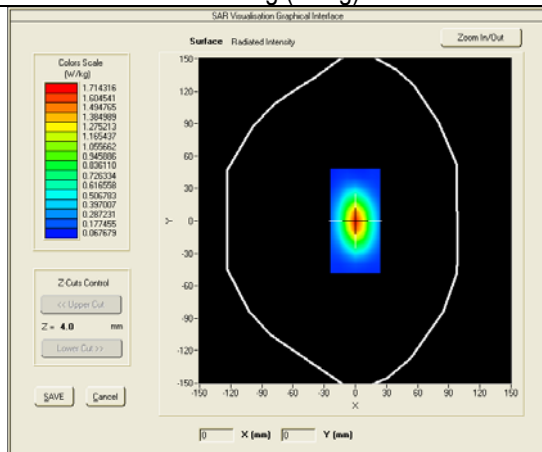 SAR Visualisation Graphical Interface
Surface Radiated Intensity
Zoom In/Out
Colors Scale
(W/kg)
1.714316
1.604541
1.494765
1.384989
1.275213
1.165437
1.055662
0.945886
0.836110
0.726334
0.616558
0.506783
0.397007
0.287231
0.177455
0.067679
Z-Cuts Control
<< Upper Cut
Z = 4.0 mm
Lower Cut >>
SAVE Cancel
150
120
90
60
30
0
-30
-60
-90
-120
-150
Y
-150 -120 -90 -60 -30 0 30 60 90 120 150
X
0 X (mm) 0 Y (mm)